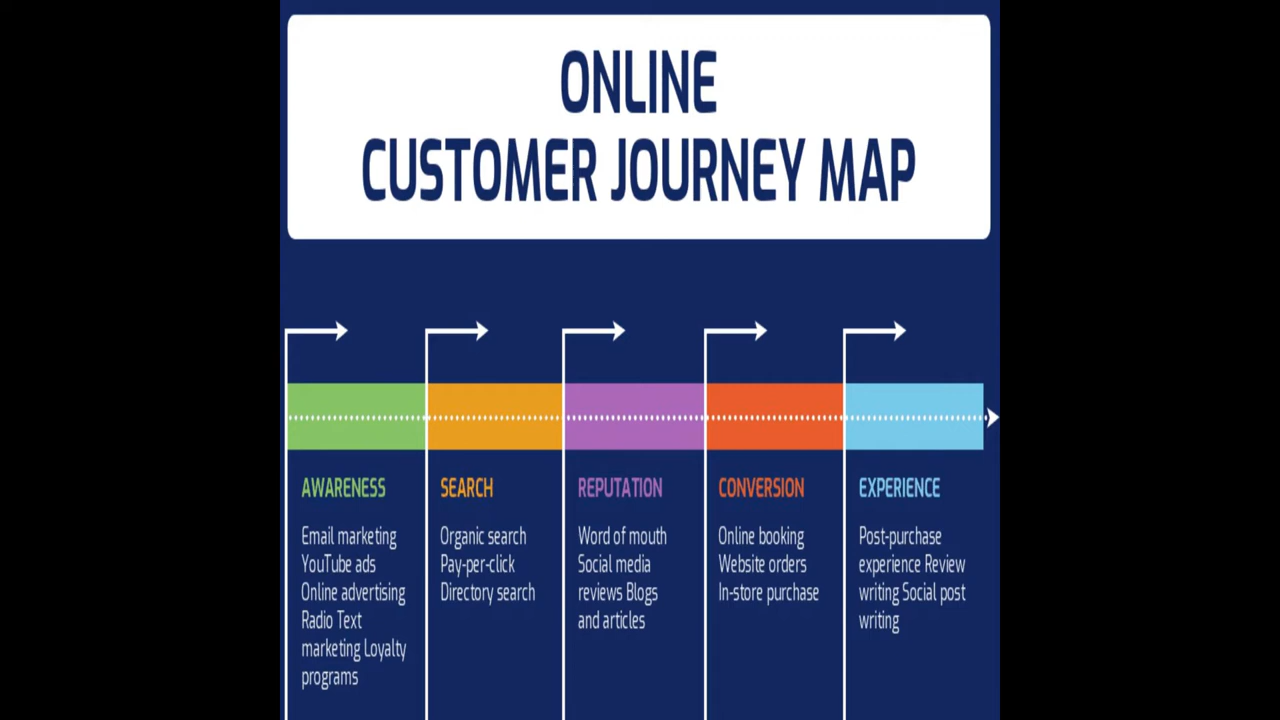 ONLINE
CUSTOMER JOURNEY MAP
AWARENESS
Email marketing
YouTube ads
Online advertising
Radio Text
marketing Loyalty
programs
SEARCH
Organic search
Pay-per-click
Directory search
REPUTATION
Word of mouth
Social media
reviews Blogs
and articles
CONVERSION
Online booking
Website orders
In-store purchase
EXPERIENCE
Post-purchase
experience Review
writing Social post
writing